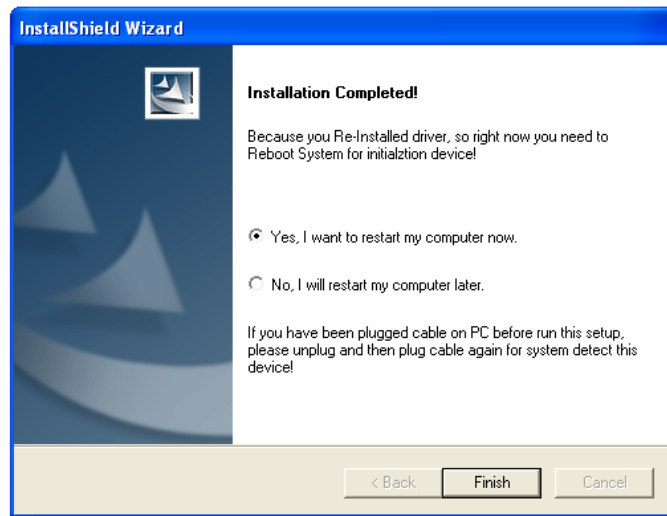 InstallShield Wizard
Installation Completed!
Because you Re-Installed driver, so right now you need to
Reboot System for initialztion device!
Yes, I want to restart my computer now.
No, I will restart my computer later.
If you have been plugged cable on PC before run this setup,
please unplug and then plug cable again for system detect this
device!
< Back
Finish
Cancel